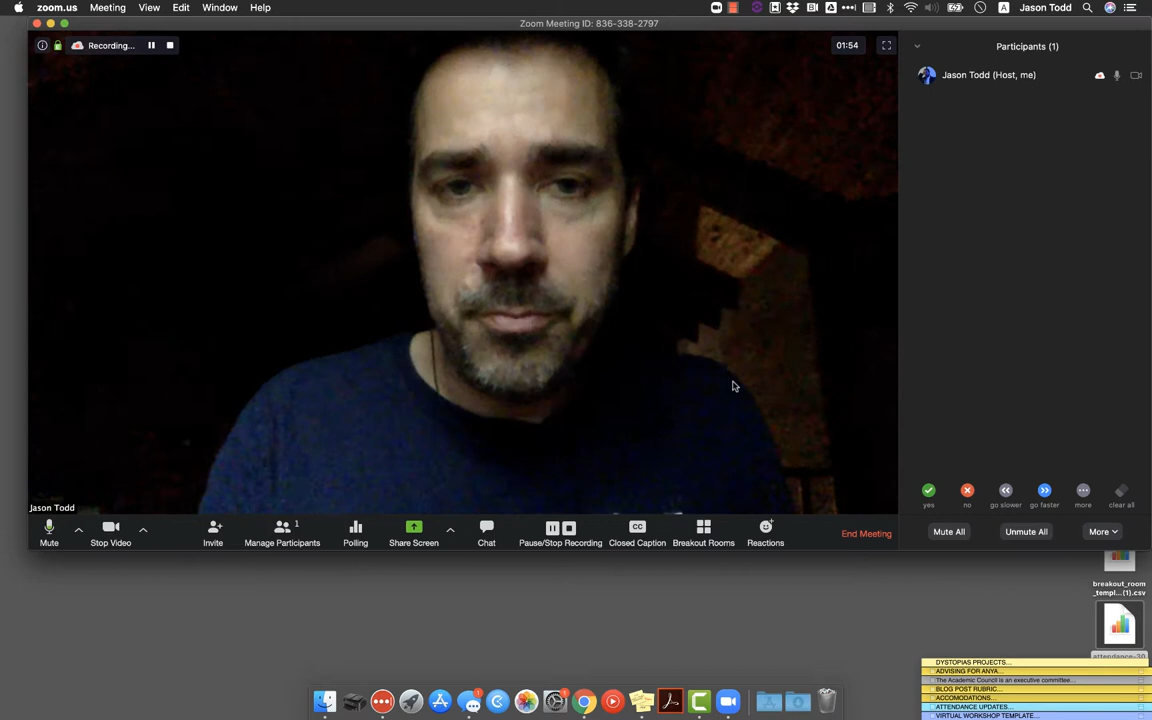 zoom.us Meeting View Edit Window Help
Jason Todd
Zoom Meeting ID: 836-338-2797
Recording...
01:54
Participants (1)
Jason Todd (Host, me)
Jason Todd
yes no go slower go faster more clear all
Mute Stop Video Invite Manage Participants 1 Polling Share Screen Chat Pause/Stop Recording CC Closed Caption Breakout Rooms Reactions End Meeting
Mute All Unmute All More
breakout_room
_templ...(1).csv
attendance-30
DYSTOPIAS PROJECTS...
ADVISING FOR ANYA...
The Academic Council is an executive committee...
BLOG POST RUBRIC...
ACCOMODATIONS...
ATTENDANCE UPDATES...
VIRTUAL WORKSHOP TEMPLATE...